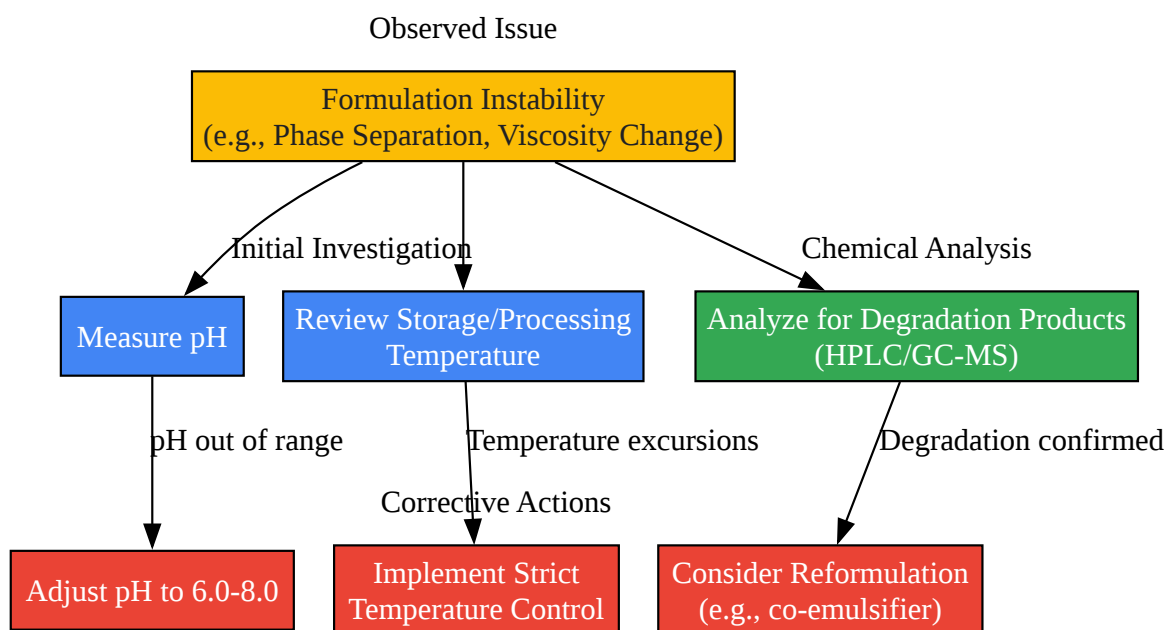 Observed Issue
Formulation Instability
(e.g., Phase Separation, Viscosity Change)
Initial Investigation
Chemical Analysis
Measure pH
Review Storage/Processing
Temperature
Analyze for Degradation Products
(HPLC/GC-MS)
pH out of range
Temperature excursions
Degradation confirmed
Corrective Actions
Adjust pH to 6.0-8.0
Implement Strict
Temperature Control
Consider Reformulation
(e.g., co-emulsifier)